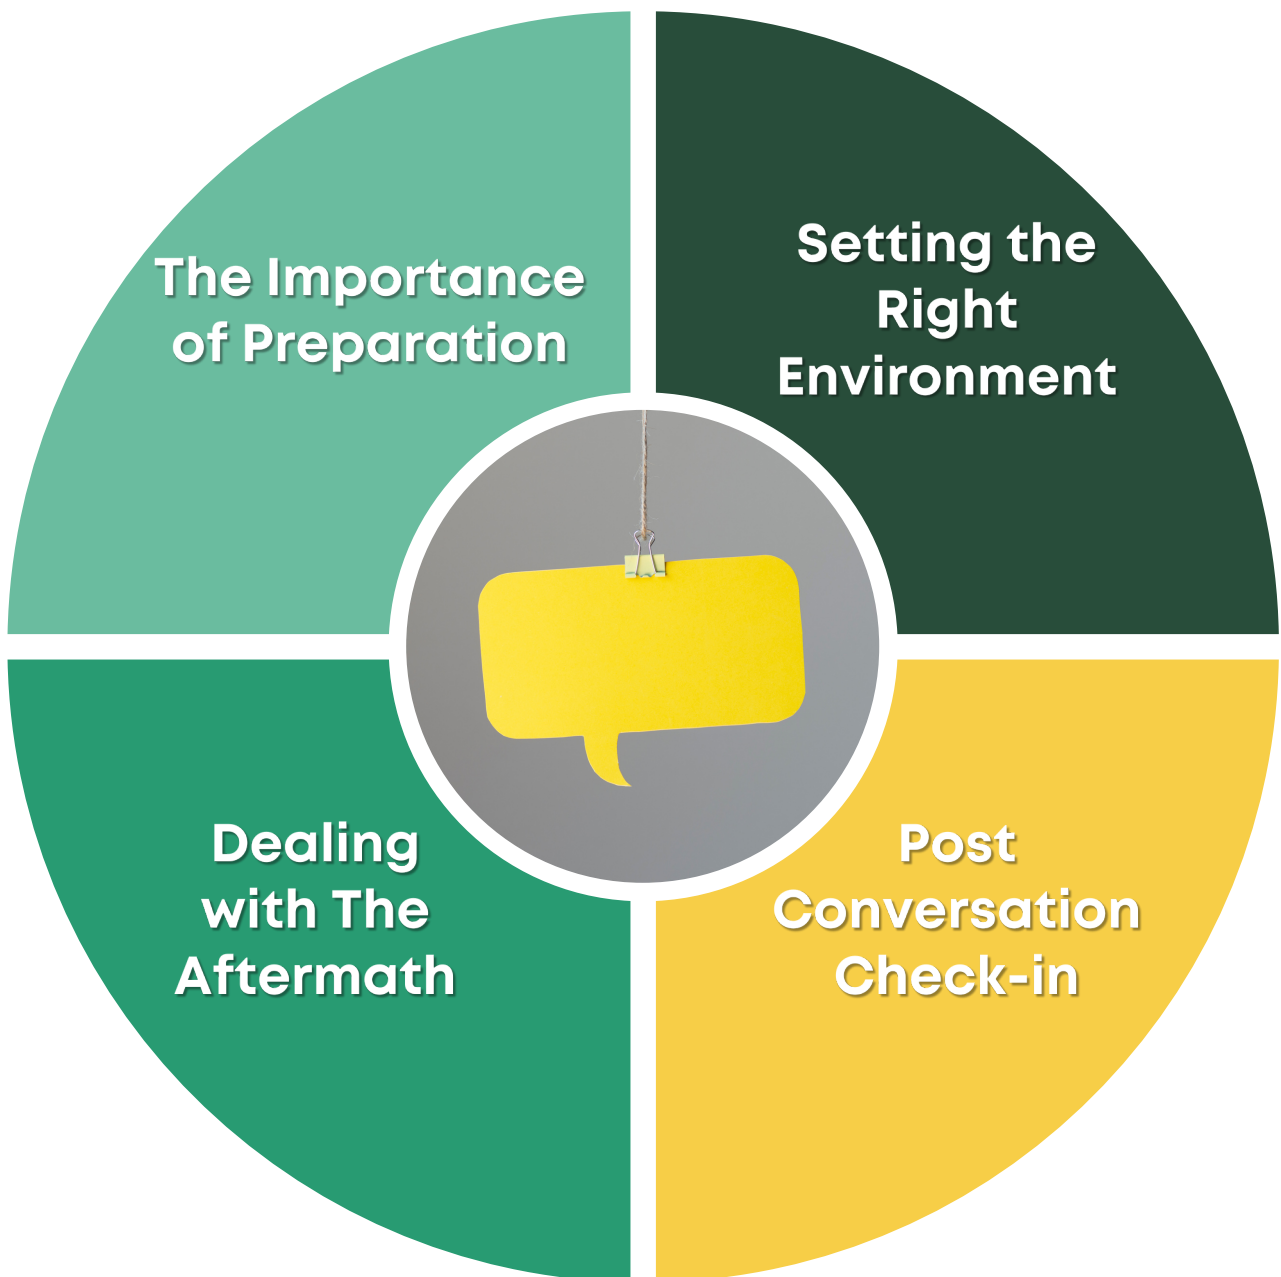 The Importance
of Preparation
Setting the
Right
Environment
Dealing
with The
Aftermath
Post
Conversation
Check-in